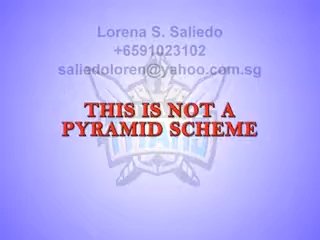 Lorena S. Saliedo
+6591023102
saliedoloren@yahoo.com.sg
THIS IS NOT A
PYRAMID SCHEME